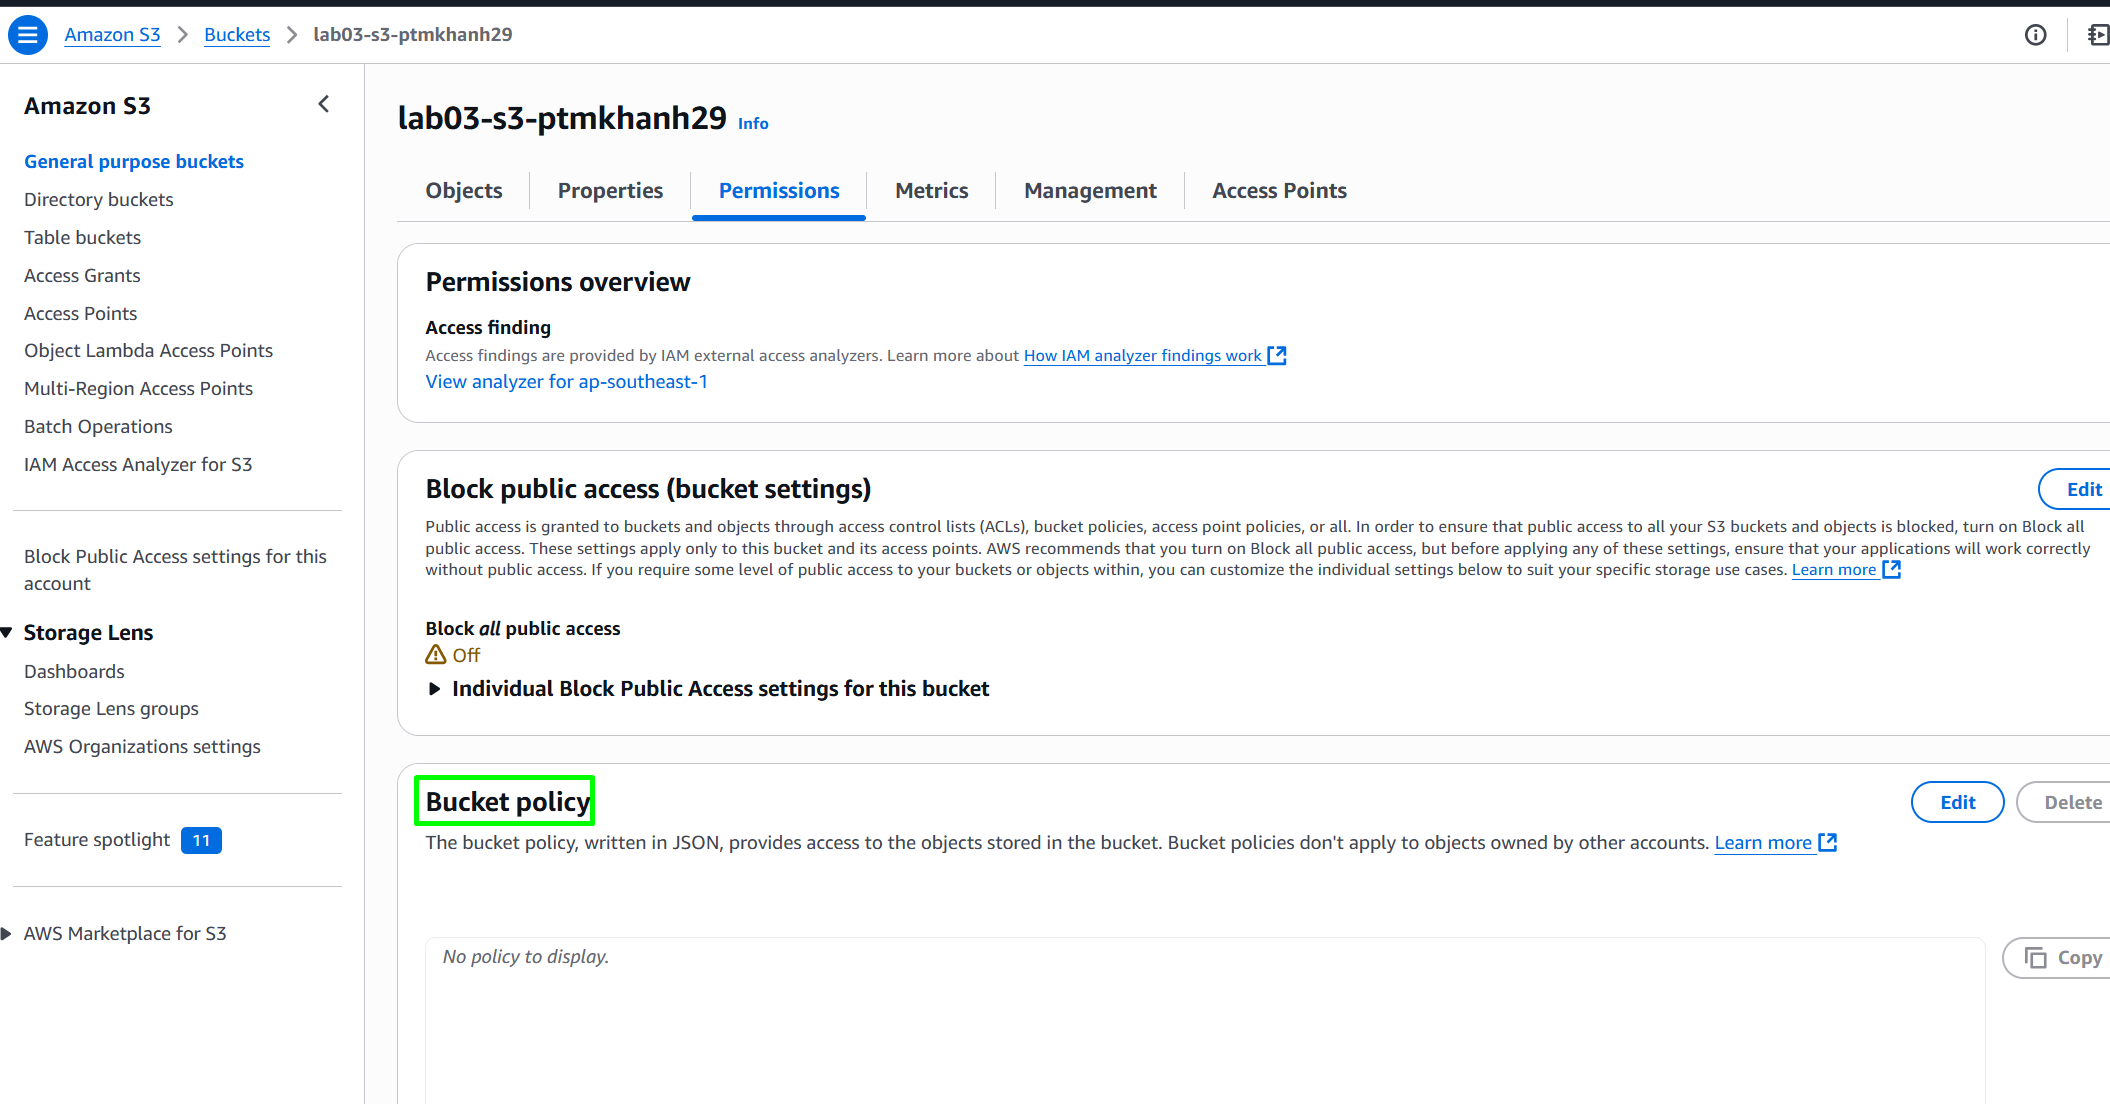 Amazon S3 > Buckets > lab03-s3-ptmkhanh29
Amazon S3
General purpose buckets
Directory buckets
Table buckets
Access Grants
Access Points
Object Lambda Access Points
Multi-Region Access Points
Batch Operations
IAM Access Analyzer for S3
Block Public Access settings for this
account
Storage Lens
Dashboards
Storage Lens groups
AWS Organizations settings
Feature spotlight 11
AWS Marketplace for S3
lab03-s3-ptmkhanh29 Info
Objects Properties Permissions Metrics Management Access Points
Permissions overview
Access finding
Access findings are provided by IAM external access analyzers. Learn more about How IAM analyzer findings work
View analyzer for ap-southeast-1
Block public access (bucket settings) Edit
Public access is granted to buckets and objects through access control lists (ACLs), bucket policies, access point policies, or all. In order to ensure that public access to all your S3 buckets and objects is blocked, turn on Block all
public access. These settings apply only to this bucket and its access points. AWS recommends that you turn on Block all public access, but before applying any of these settings, ensure that your applications will work correctly
without public access. If you require some level of public access to your buckets or objects within, you can customize the individual settings below to suit your specific storage use cases. Learn more
Block all public access
Off
Individual Block Public Access settings for this bucket
Bucket policy Edit Delete
The bucket policy, written in JSON, provides access to the objects stored in the bucket. Bucket policies don't apply to objects owned by other accounts. Learn more
No policy to display.
Copy